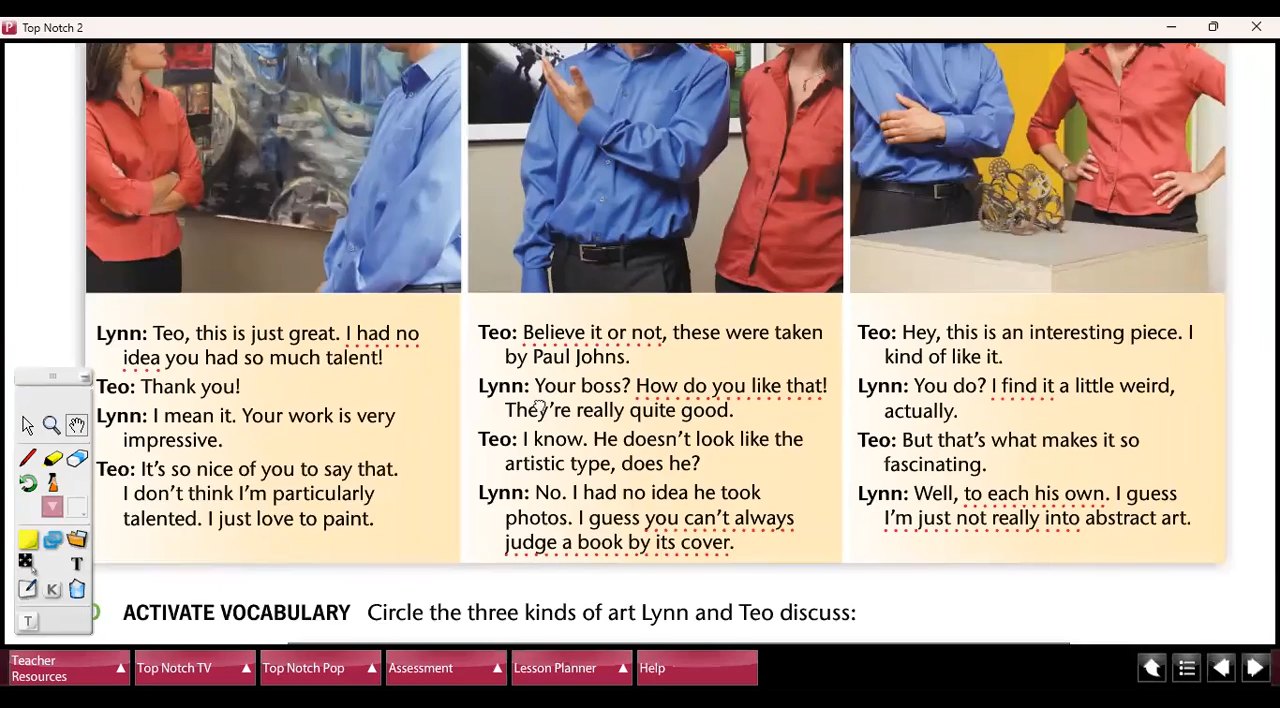 Top Notch 2
Lynn: Teo, this is just great. I had no
idea you had so much talent!
Teo: Thank you!
Lynn: I mean it. Your work is very
impressive.
Teo: It's so nice of you to say that.
I don't think I'm particularly
talented. I just love to paint.
Teo: Believe it or not, these were taken
by Paul Johns.
Lynn: Your boss? How do you like that!
They're really quite good.
Teo: I know. He doesn't look like the
artistic type, does he?
Lynn: No. I had no idea he took
photos. I guess you can't always
judge a book by its cover.
Teo: Hey, this is an interesting piece. I
kind of like it.
Lynn: You do? I find it a little weird,
actually.
Teo: But that's what makes it so
fascinating.
Lynn: Well, to each his own. I guess
I'm just not really into abstract art.
ACTIVATE VOCABULARY Circle the three kinds of art Lynn and Teo discuss:
Teacher
Resources
Top Notch TV
Top Notch Pop
Assessment
Lesson Planner
Help